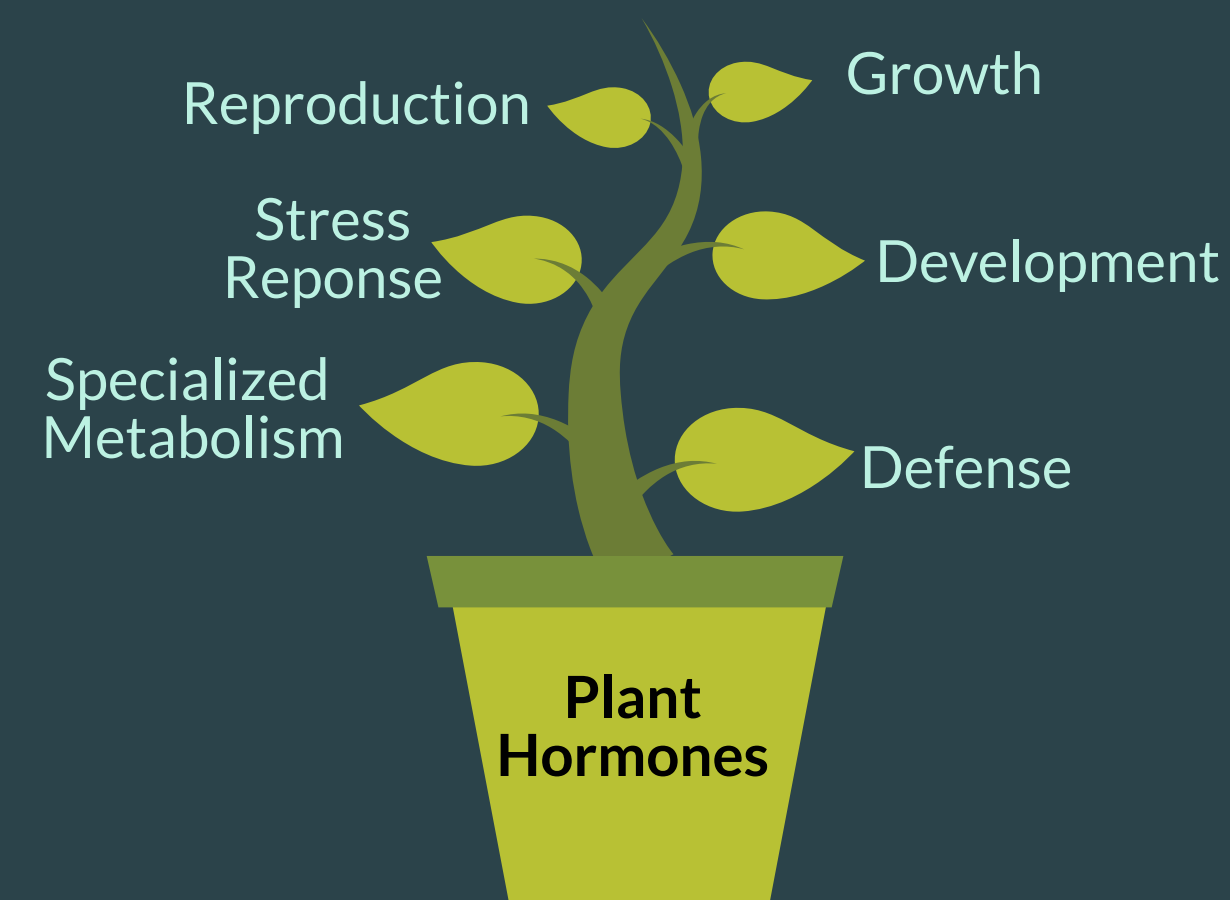 Growth
Reproduction
Stress
Reponse
Development
Specialized
Metabolism
Defense
Plant
Hormones